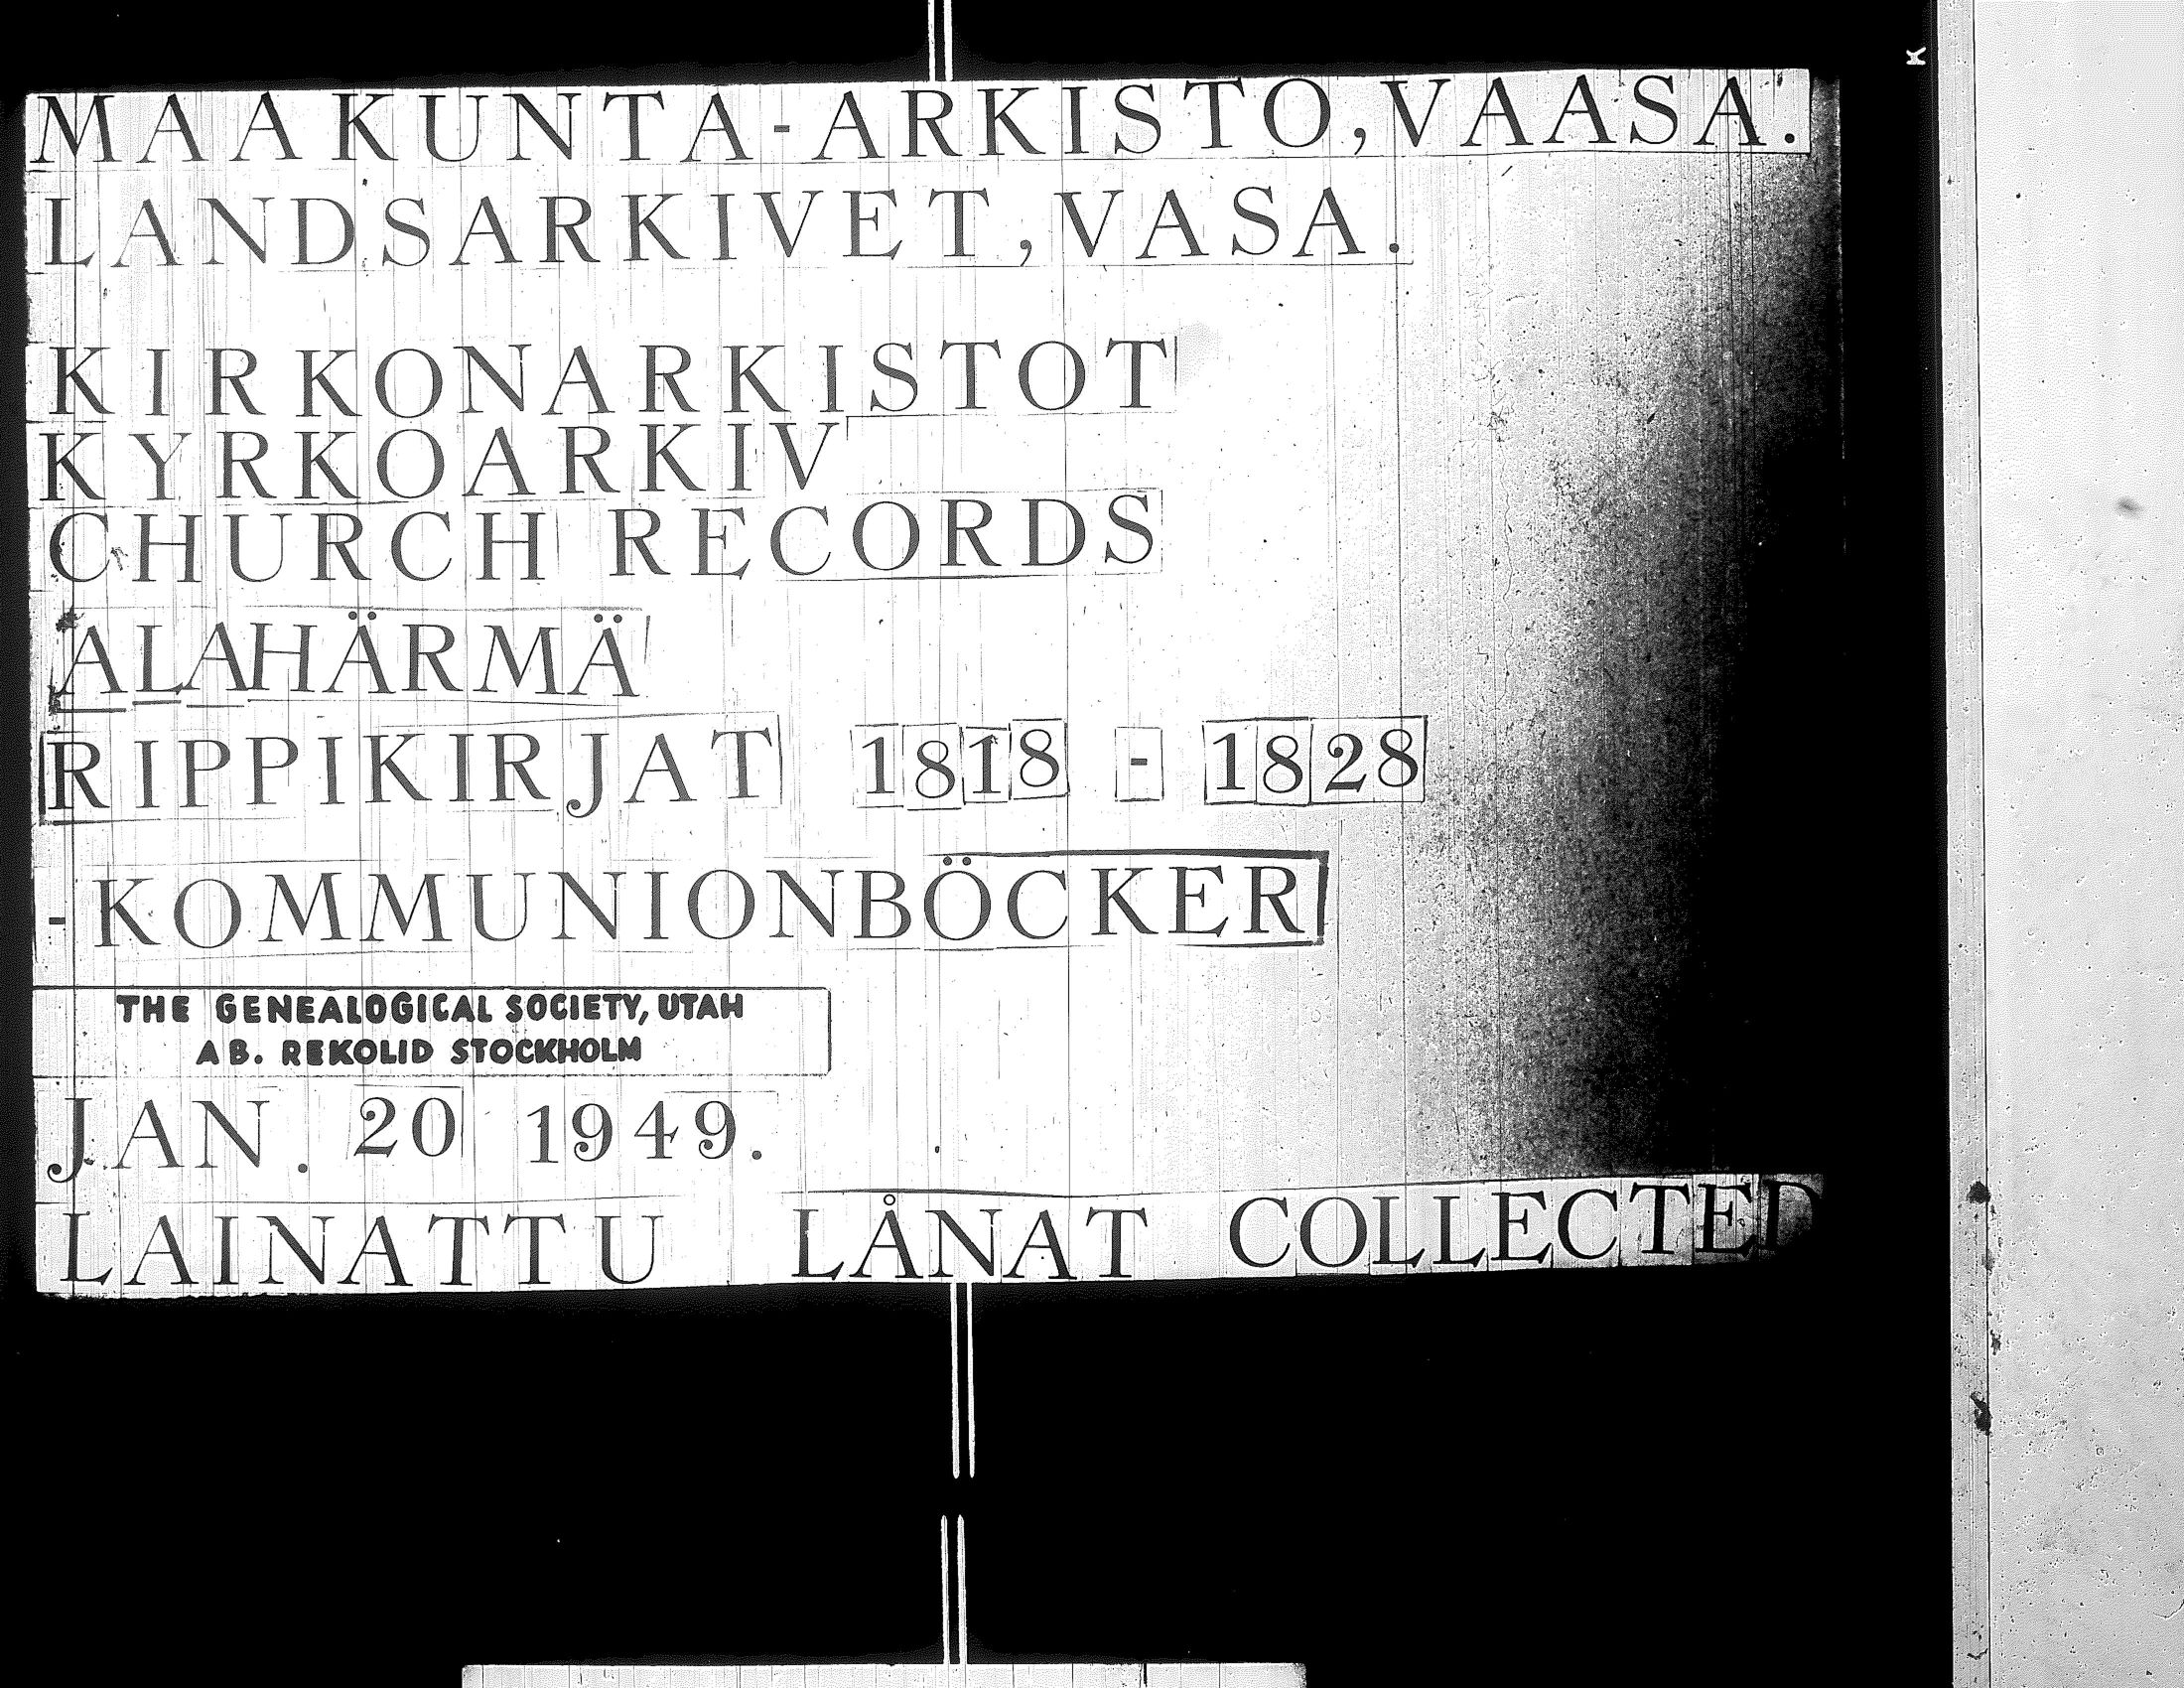 MAAKUNTA-ARKISTO, VAASA.
LANDSARKIVET, VASA.
KIRKONARKISTOT
KYRKOARKIV
CHURCH RECORDS
ALAHÄRMÄ
RIPPIKIRJAT 1818 - 1828
-KOMMUNIONBÖCKER
THE GENEALOGICAL SOCIETY, UTAH
AB. REKOLID STOCKHOLM
JAN. 20 1949.
LAINATTU LÅNAT COLLECTED
K